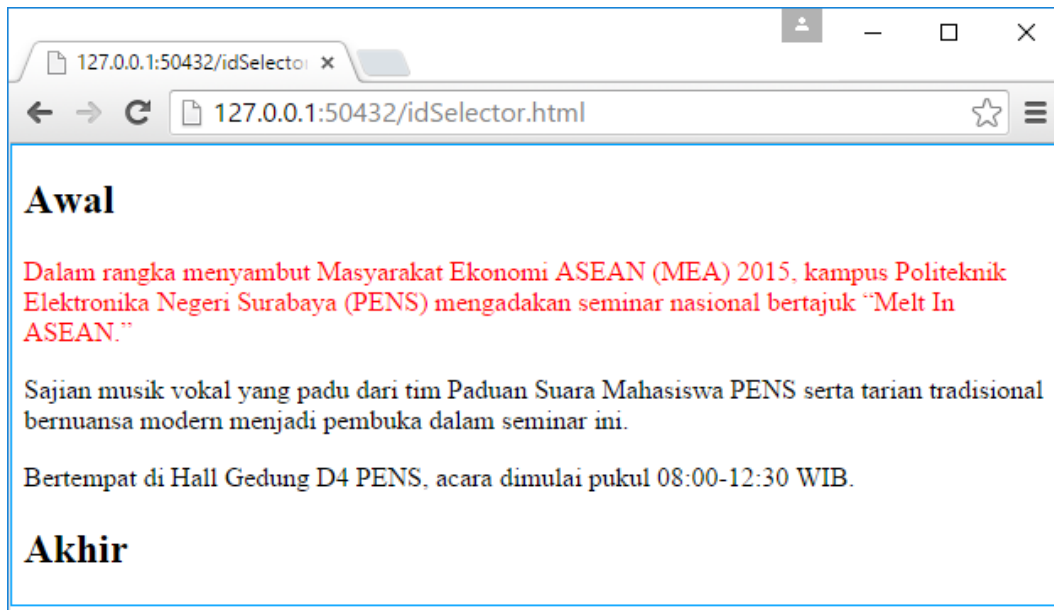 127.0.0.1:50432/idSelecto
127.0.0.1:50432/idSelector.html
Awal
Dalam rangka menyambut Masyarakat Ekonomi ASEAN (MEA) 2015, kampus Politeknik
Elektronika Negeri Surabaya (PENS) mengadakan seminar nasional bertajuk “Melt In
ASEAN.”
Sajian musik vokal yang padu dari tim Paduan Suara Mahasiswa PENS serta tarian tradisional
bernuansa modern menjadi pembuka dalam seminar ini.
Bertempat di Hall Gedung D4 PENS, acara dimulai pukul 08:00-12:30 WIB.
Akhir